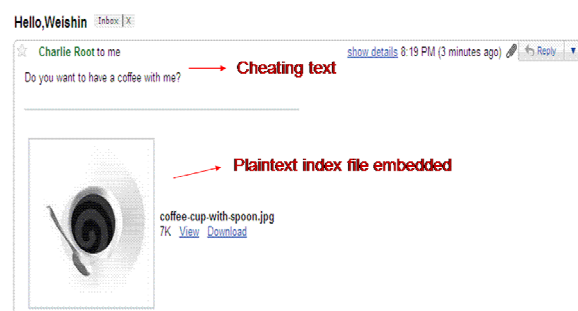 Hello,Weishin Inbox X
Charlie Root to me show details 8:19 PM (3 minutes ago) Reply
Do you want to have a coffee with me?
Cheating text
Plaintext index file embedded
coffee-cup-with-spoon.jpg
7K View Download